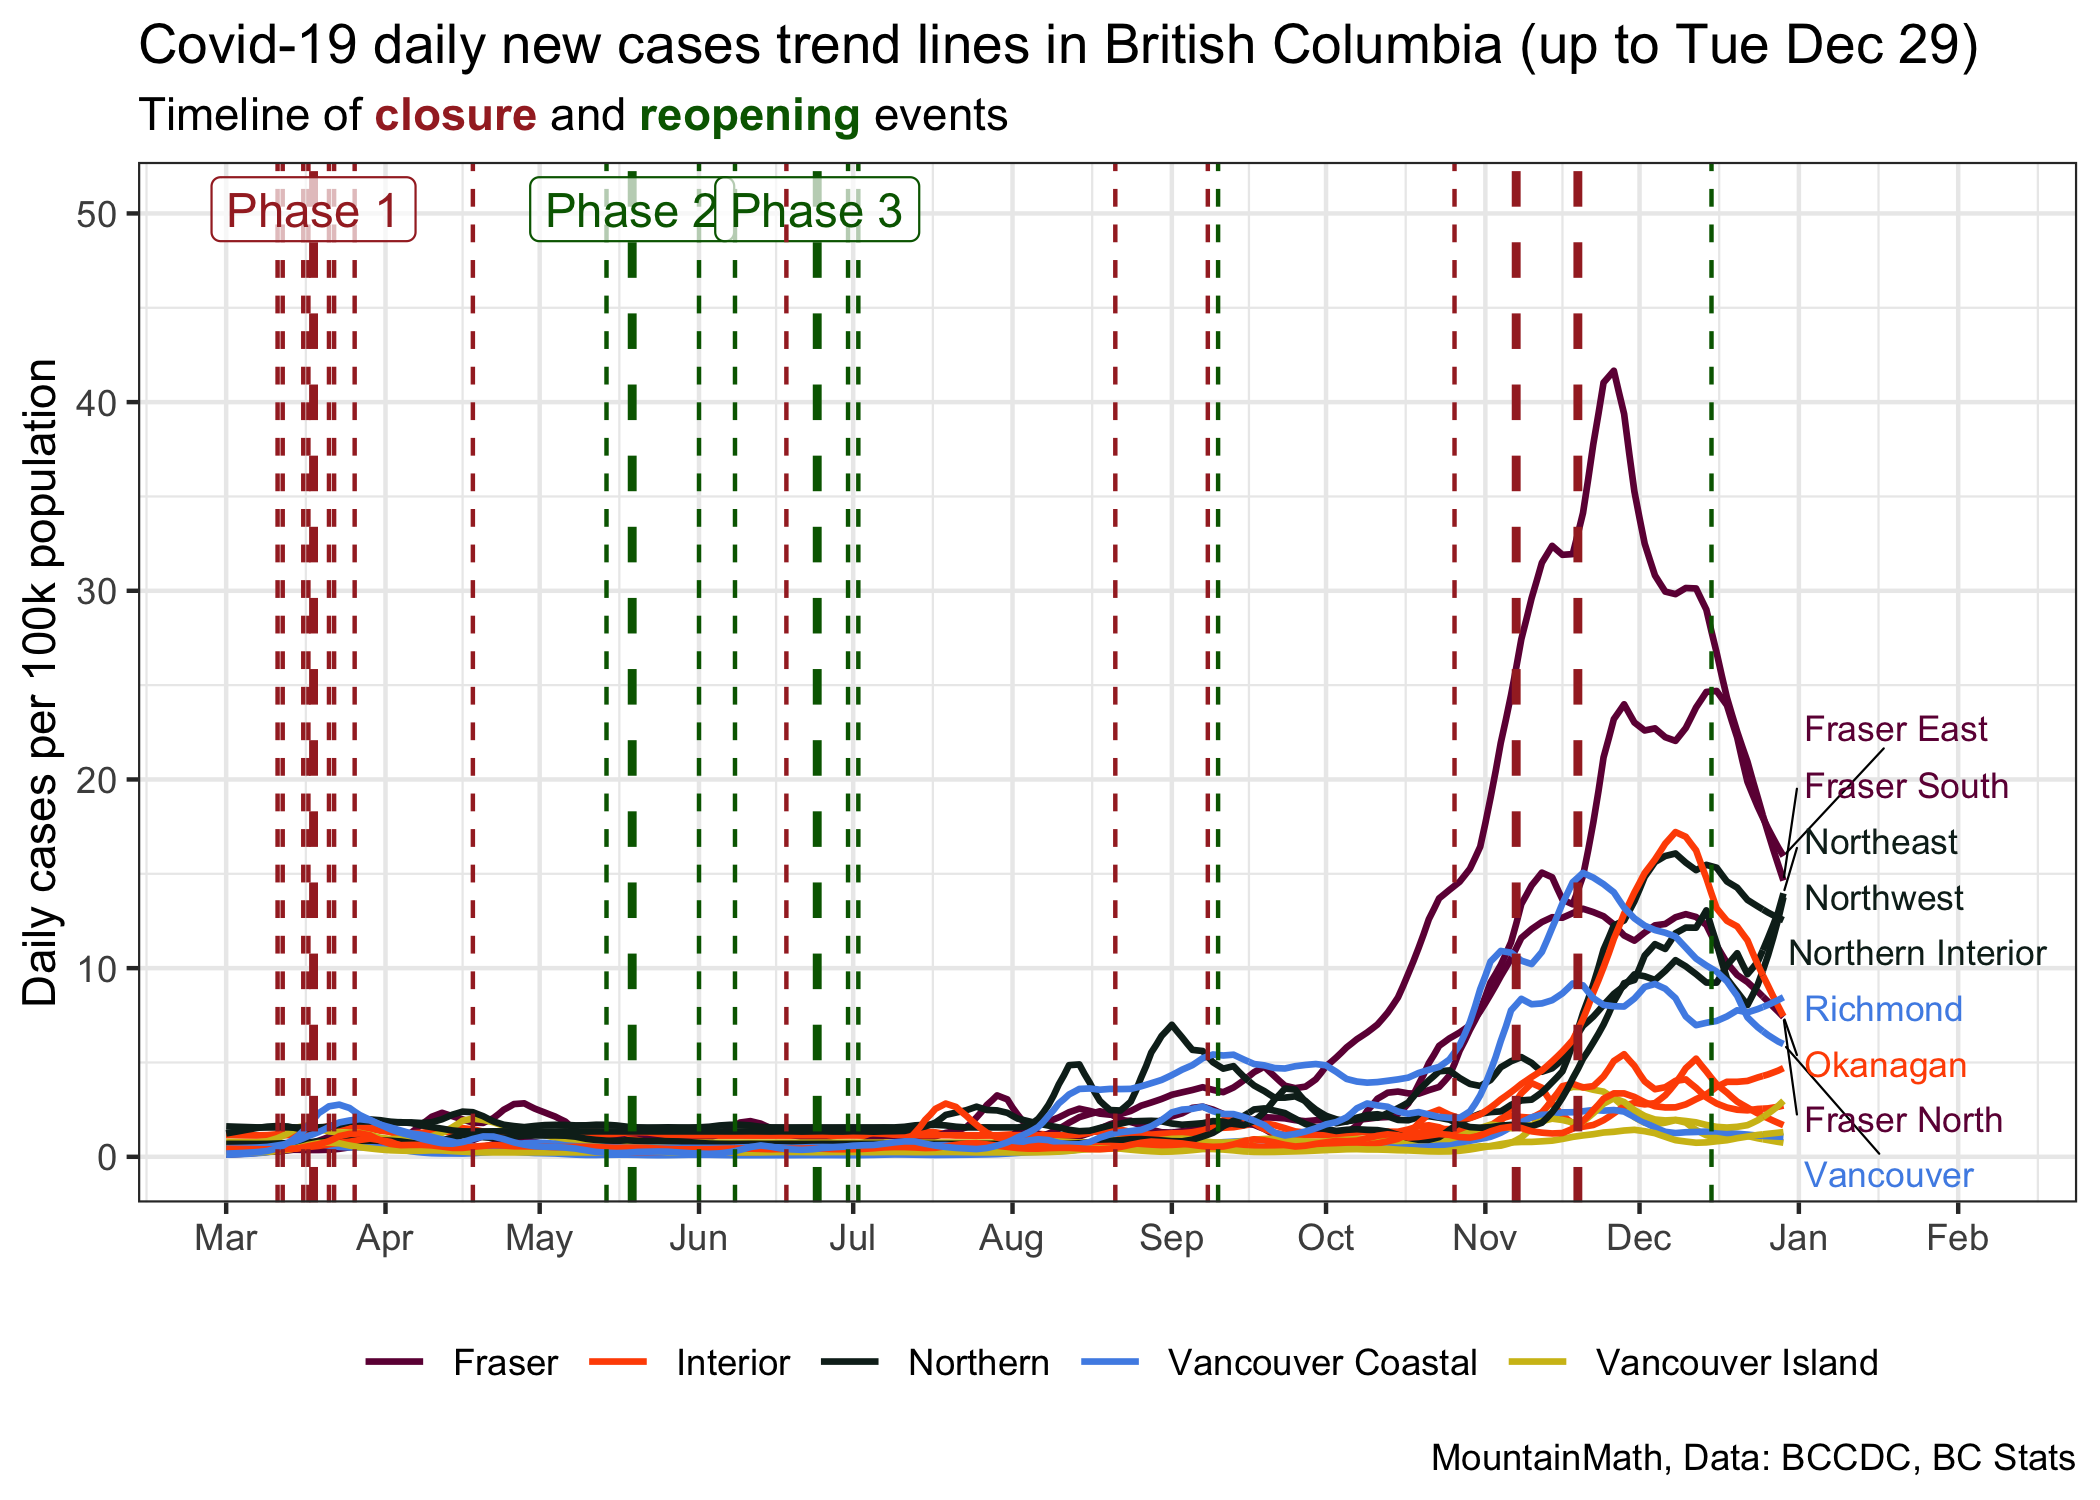 Covid-19 daily new cases trend lines in British Columbia (up to Tue Dec 29)
Timeline of closure and reopening events
Daily cases per 100k population
50
40
30
20
10
0
Phase 1
Phase 2
Phase 3
Fraser East
Fraser South
Northeast
Northwest
Northern Interior
Richmond
Okanagan
Fraser North
Vancouver
Mar Apr May Jun Jul Aug Sep Oct Nov Dec Jan Feb
Fraser Interior Northern Vancouver Coastal Vancouver Island
MountainMath, Data: BCCDC, BC Stats